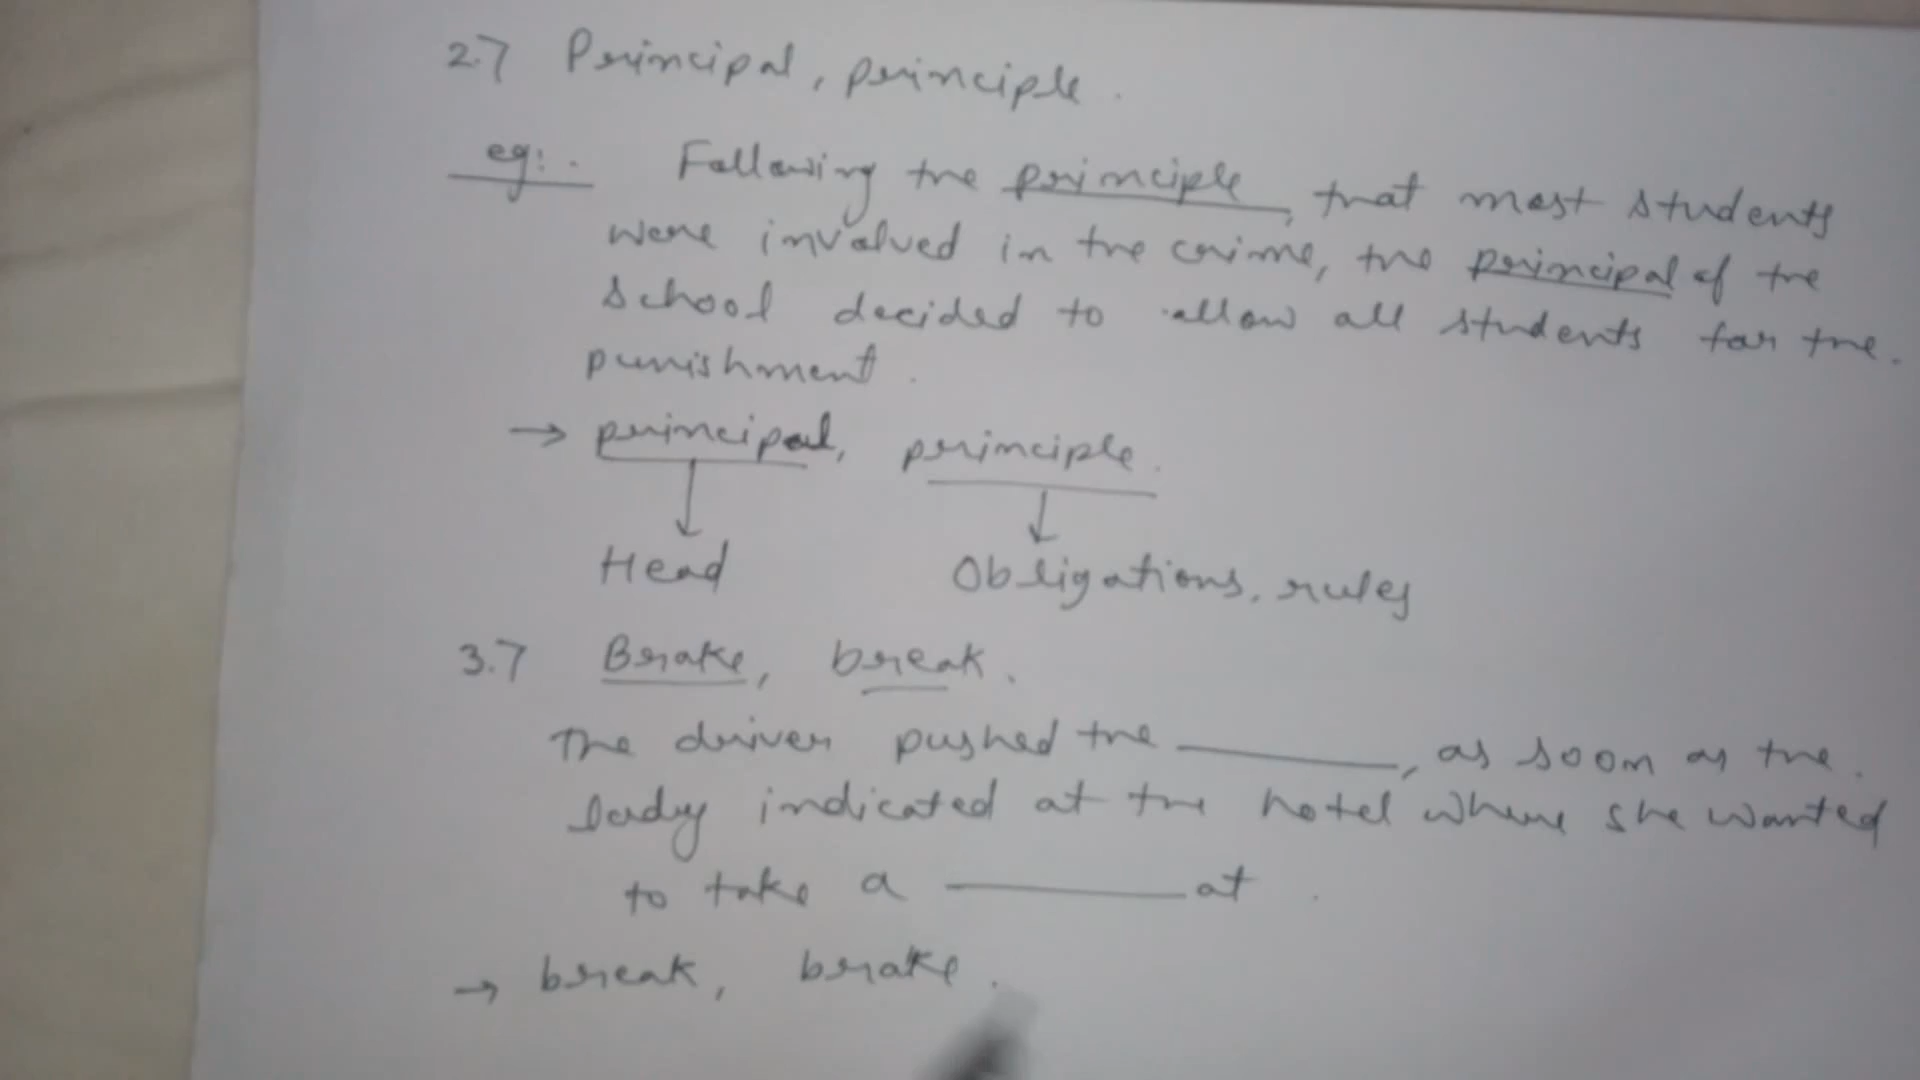 2.7 Principal, principle.
eg:. Following the principle, that most students
were involved in the crime, the principal of the
school decided to allow all students for the.
punishment.
→ principal, principle.
Head Obligations, rules
3.7 Brake, break.
The driver pushed the ________, as soon as the.
lady indicated at the hotel where she wanted
to take a ________ at.
→ break, brake.